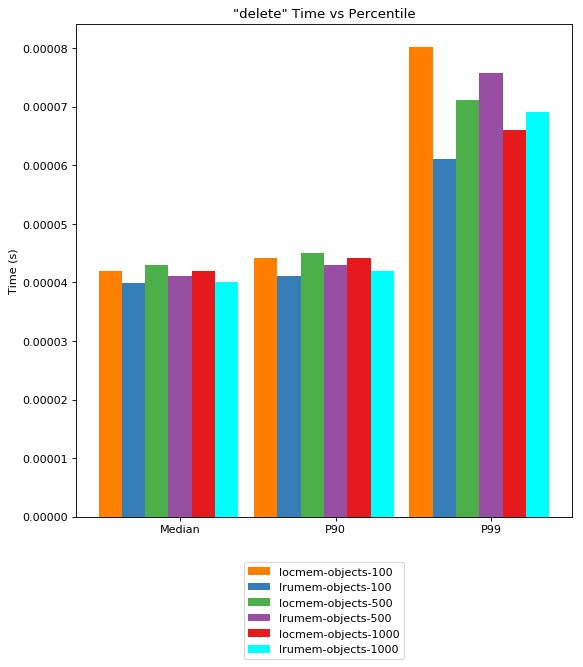 "delete" Time vs Percentile
0.00008
0.00007
0.00006
0.00005
0.00004
0.00003
0.00002
0.00001
0.00000
Time (s)
Median P90 P99
locmem-objects-100
lrumem-objects-100
locmem-objects-500
lrumem-objects-500
locmem-objects-1000
lrumem-objects-1000